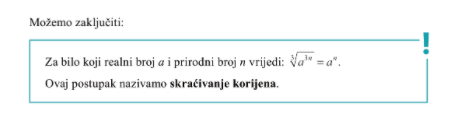 Možemo zaključiti:
Za bilo koji realni broj a i prirodni broj n vrijedi: ∛a³ⁿ = aⁿ.
Ovaj postupak nazivamo skraćivanje korijena.
!